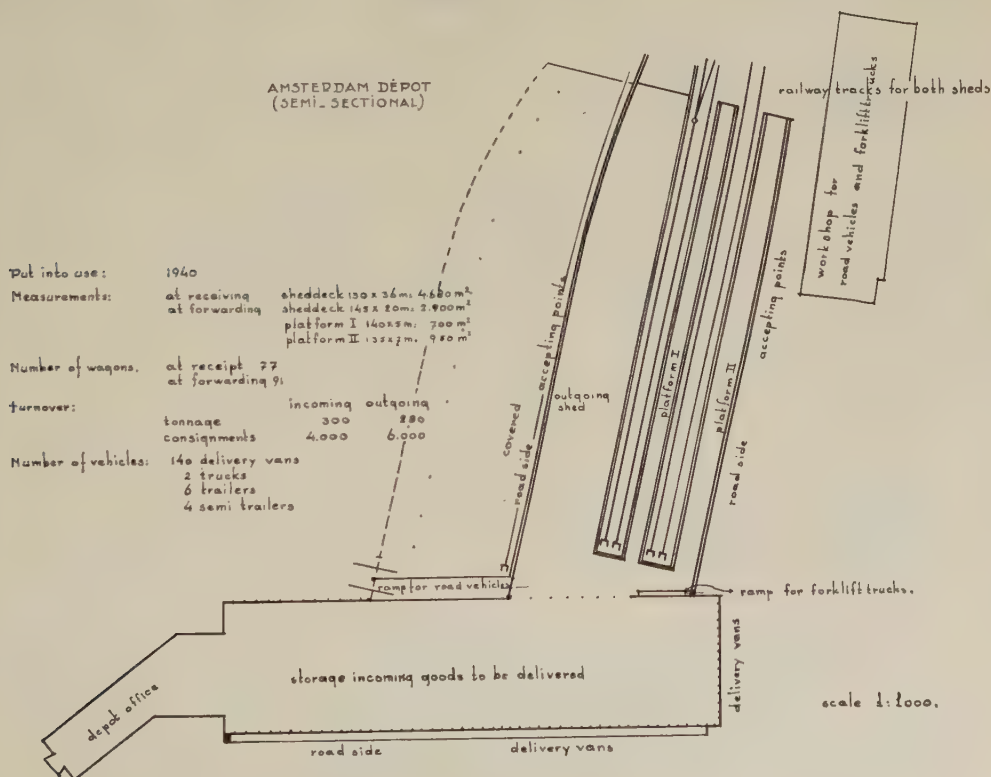 AMSTERDAM DÉPOT
(SEMI-SECTIONAL)
railway tracks for both sheds
workshop for
road vehicles and forklift trucks
Put into use: 1940
Measurements: at receiving sheddeck 130 x 36m: 4.680m²
at forwarding sheddeck 145 x 20m: 2.900m²
platform I 140x5m: 700m²
platform II 135x7m: 950m²
Number of wagons. at receipt 77
at forwarding 91
turnover: incoming outgoing
tonnage 300 280
consignments 4.000 6.000
Number of vehicles: 140 delivery vans
2 trucks
6 trailers
4 semi trailers
covered accepting points
road side
outgoing
shed
platform I
platform II
accepting points
road side
ramp for road vehicles
ramp for forklift trucks.
storage incoming goods to be delivered
depot office
delivery vans
scale 1:1000.
road side delivery vans